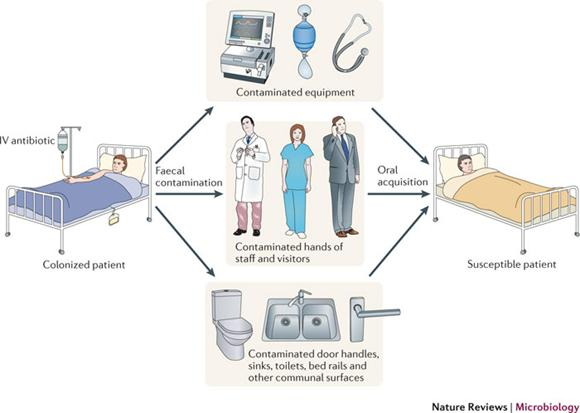 Contaminated equipment
IV antibiotic
Faecal
contamination
Oral
acquisition
Contaminated hands of
staff and visitors
Colonized patient
Susceptible patient
Contaminated door handles,
sinks, toilets, bed rails and
other communal surfaces
Nature Reviews | Microbiology